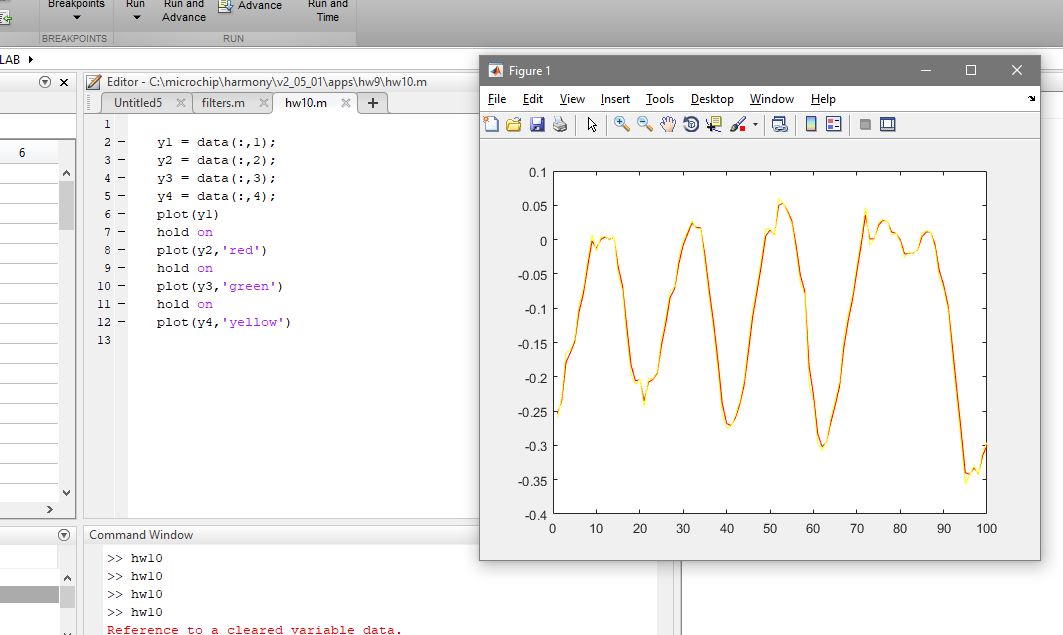 Breakpoints
Run
Run and
Advance
Advance
Run and
Time
BREAKPOINTS
RUN
LAB
Editor - C:\microchip\harmony\v2_05_01\apps\hw9\hw10.m
Untitled5
filters.m
hw10.m
6
1
2 y1 = data(:,1);
3 y2 = data(:,2);
4 y3 = data(:,3);
5 y4 = data(:,4);
6 plot(y1)
7 hold on
8 plot(y2,'red')
9 hold on
10 plot(y3,'green')
11 hold on
12 plot(y4,'yellow')
13
Command Window
>> hw10
>> hw10
>> hw10
>> hw10
Reference to a cleared variable data.
Figure 1
File Edit View Insert Tools Desktop Window Help
0.1
0.05
0
-0.05
-0.1
-0.15
-0.2
-0.25
-0.3
-0.35
-0.4
0 10 20 30 40 50 60 70 80 90 100